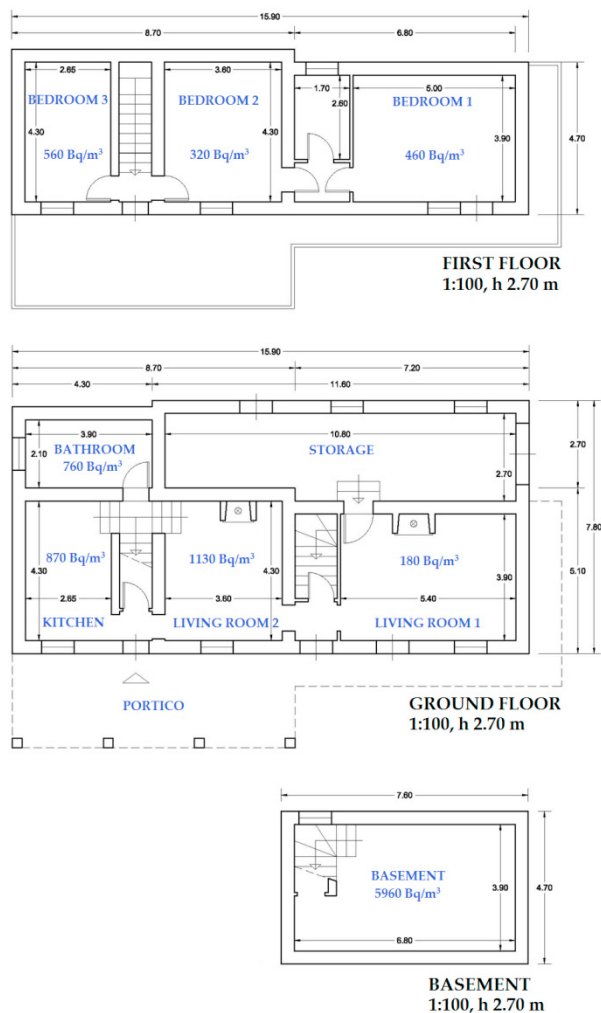 15.90
8.70
6.80
2.65
3.60
1.70
5.00
2.60
BEDROOM 3
BEDROOM 2
BEDROOM 1
4.30
4.30
3.90
4.70
560 Bq/m³
320 Bq/m³
460 Bq/m³
FIRST FLOOR
1:100, h 2.70 m
15.90
8.70
7.20
4.30
11.60
3.90
10.80
BATHROOM
STORAGE
2.10
760 Bq/m³
2.70
2.70
7.80
870 Bq/m³
1130 Bq/m³
180 Bq/m³
4.30
4.30
3.90
5.10
2.65
3.60
5.40
KITCHEN
LIVING ROOM 2
LIVING ROOM 1
PORTICO
GROUND FLOOR
1:100, h 2.70 m
7.60
BASEMENT
5960 Bq/m³
3.90
4.70
6.80
BASEMENT
1:100, h 2.70 m